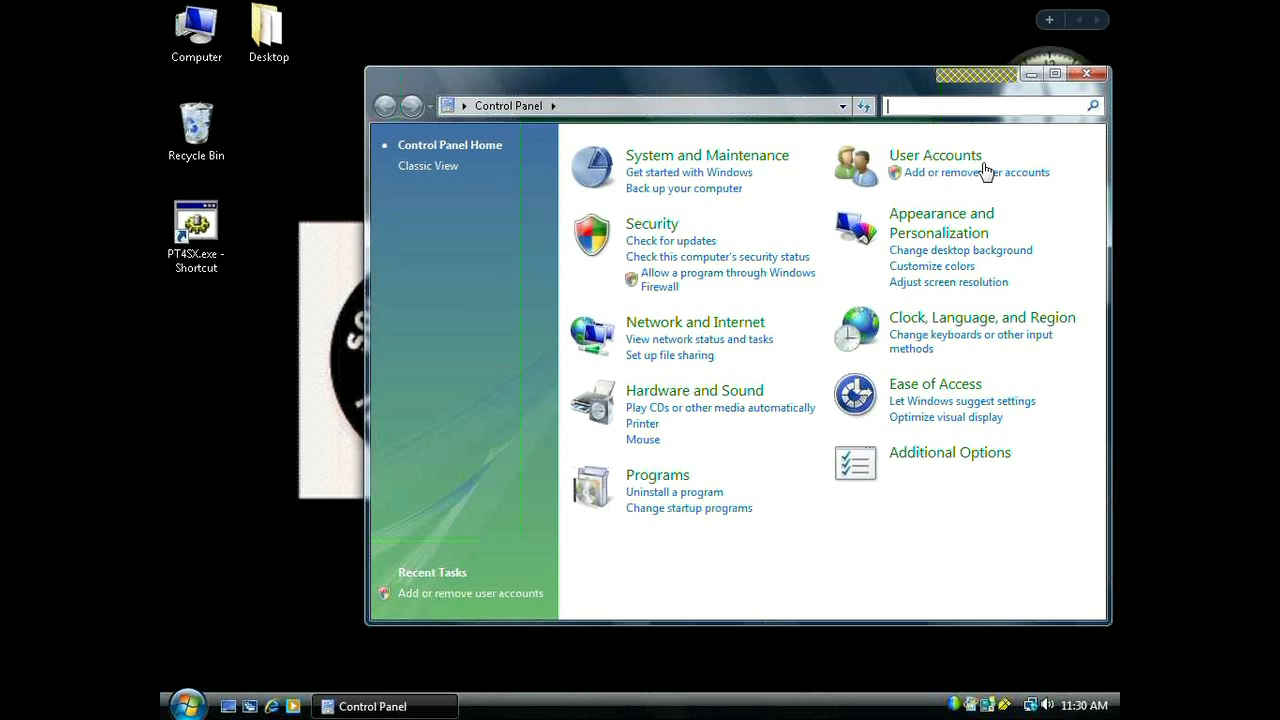 Computer
Desktop
Recycle Bin
PT4SX.exe -
Shortcut
Control Panel
Control Panel Home
Classic View
System and Maintenance
Get started with Windows
Back up your computer
Security
Check for updates
Check this computer's security status
Allow a program through Windows
Firewall
Network and Internet
View network status and tasks
Set up file sharing
Hardware and Sound
Play CDs or other media automatically
Printer
Mouse
Programs
Uninstall a program
Change startup programs
User Accounts
Add or remove user accounts
Appearance and
Personalization
Change desktop background
Customize colors
Adjust screen resolution
Clock, Language, and Region
Change keyboards or other input
methods
Ease of Access
Let Windows suggest settings
Optimize visual display
Additional Options
Recent Tasks
Add or remove user accounts
Control Panel
11:30 AM